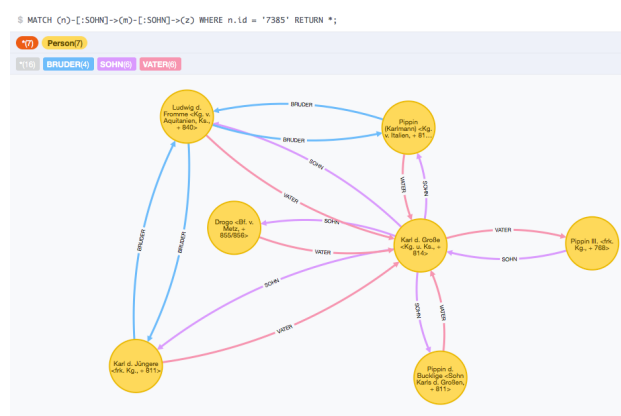 $ MATCH (n)-[:SOHN]->(m)-[:SOHN]->(z) WHERE n.id = '7385' RETURN *;
*(7) Person(7)
*(16) BRUDER(4) SOHN(6) VATER(6)
Ludwig d.
Fromme <Kg. v.
Aquitanien, Ks.,
+ 840>
BRUDER
BRUDER
Pippin
(Karlmann) <Kg.
v. Italien, + 81...
SOHN
VATER
VATER
SOHN
Drogo <Bf. v.
Metz, +
855/856>
SOHN
VATER
Karl d. Große
<Kg. u. Ks., +
814>
VATER
SOHN
Pippin III. <frk.
Kg., + 768>
BRUDER
BRUDER
SOHN
VATER
SOHN
VATER
Karl d. Jüngere
<frk. Kg., + 811>
Pippin d.
Bucklige <Sohn
Karls d. Großen,
+ 811>